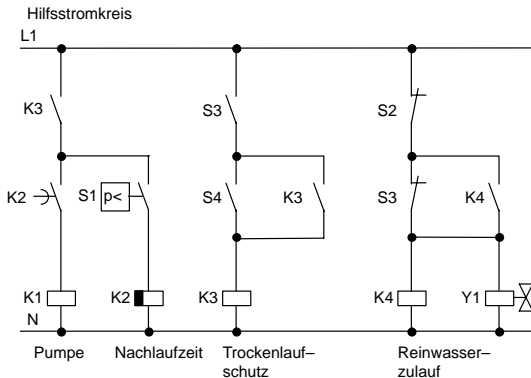 Hilfsstromkreis
L1
K3 S3 S2
K2 S1 p< S4 K3 S3 K4
K1 K2 K3 K4 Y1
N
Pumpe Nachlaufzeit Trockenlauf– Reinwasser–
schutz zulauf